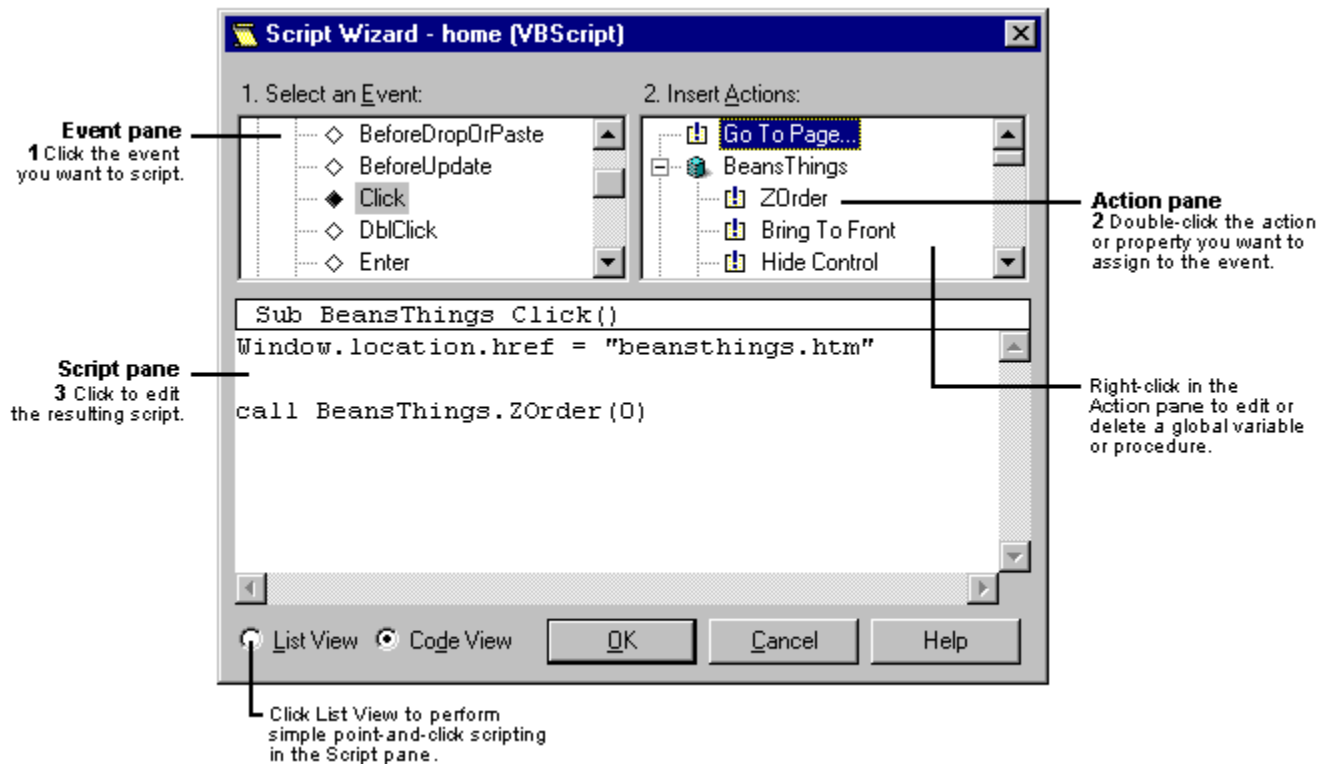 Script Wizard - home (VBScript)
1. Select an Event:
2. Insert Actions:
Event pane
1 Click the event
you want to script.
BeforeDropOrPaste
BeforeUpdate
Click
DblClick
Enter
Go To Page...
BeansThings
ZOrder
Bring To Front
Hide Control
Action pane
2 Double-click the action
or property you want to
assign to the event.
Sub BeansThings Click()
Window.location.href = "beansthings.htm"
call BeansThings.ZOrder(0)
Script pane
3 Click to edit
the resulting script.
Right-click in the
Action pane to edit or
delete a global variable
or procedure.
List View
Code View
OK
Cancel
Help
Click List View to perform
simple point-and-click scripting
in the Script pane.